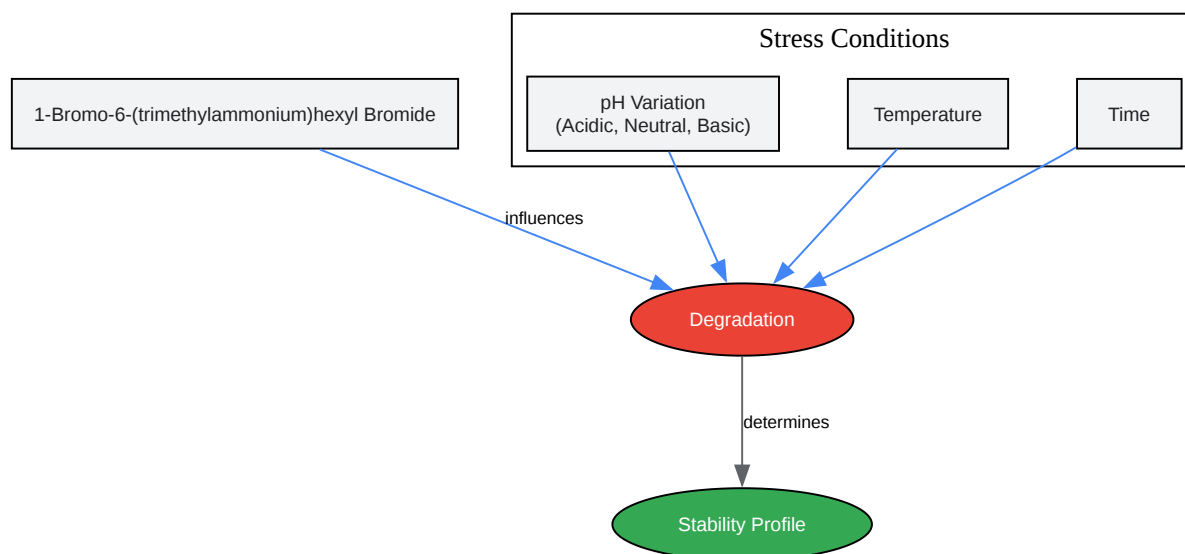 Stress Conditions
1-Bromo-6-(trimethylammonium)hexyl Bromide
pH Variation
(Acidic, Neutral, Basic)
Temperature
Time
influences
Degradation
determines
Stability Profile